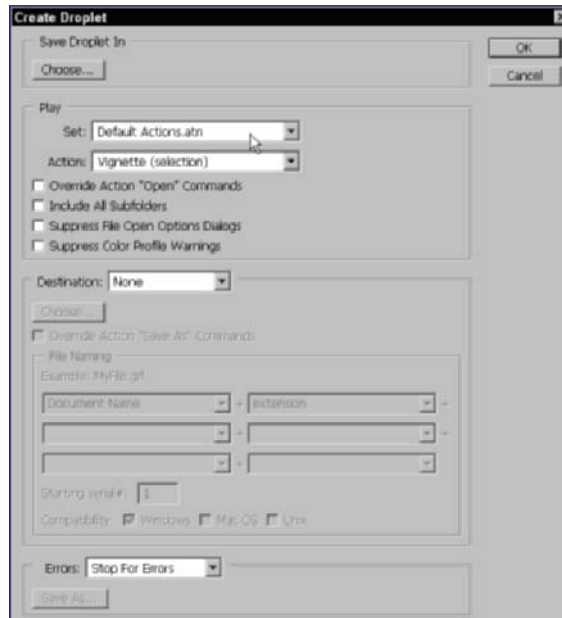 Create Droplet
Save Droplet In
OK
Choose...
Cancel
Play
Set: Default Actions.atn
Action: Vignette (selection)
Override Action "Open" Commands
Include All Subfolders
Suppress File Open Options Dialogs
Suppress Color Profile Warnings
Destination: None
Choose...
Override Action "Save As" Commands
File Naming
Example: MyFile.gif
Document Name + extension +
+ +
+
Starting serial#: 1
Compatibility: Windows Mac OS Unix
Errors: Stop For Errors
Save As...